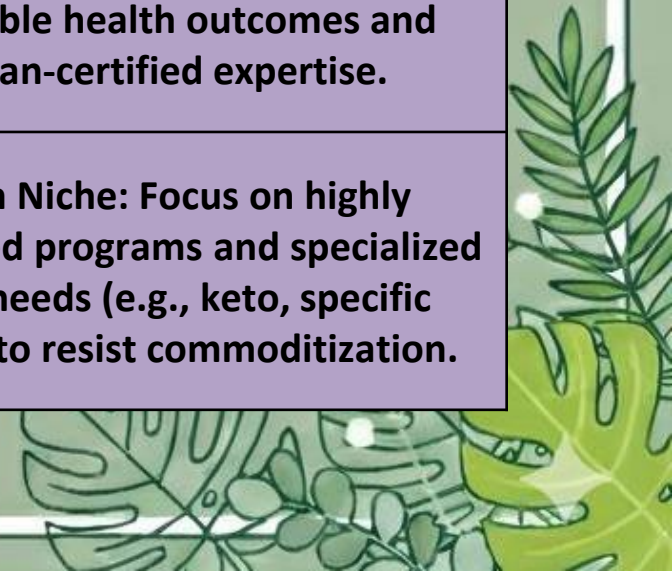 ble health outcomes and
an-certified expertise.
n Niche: Focus on highly
d programs and specialized
needs (e.g., keto, specific
to resist commoditization.